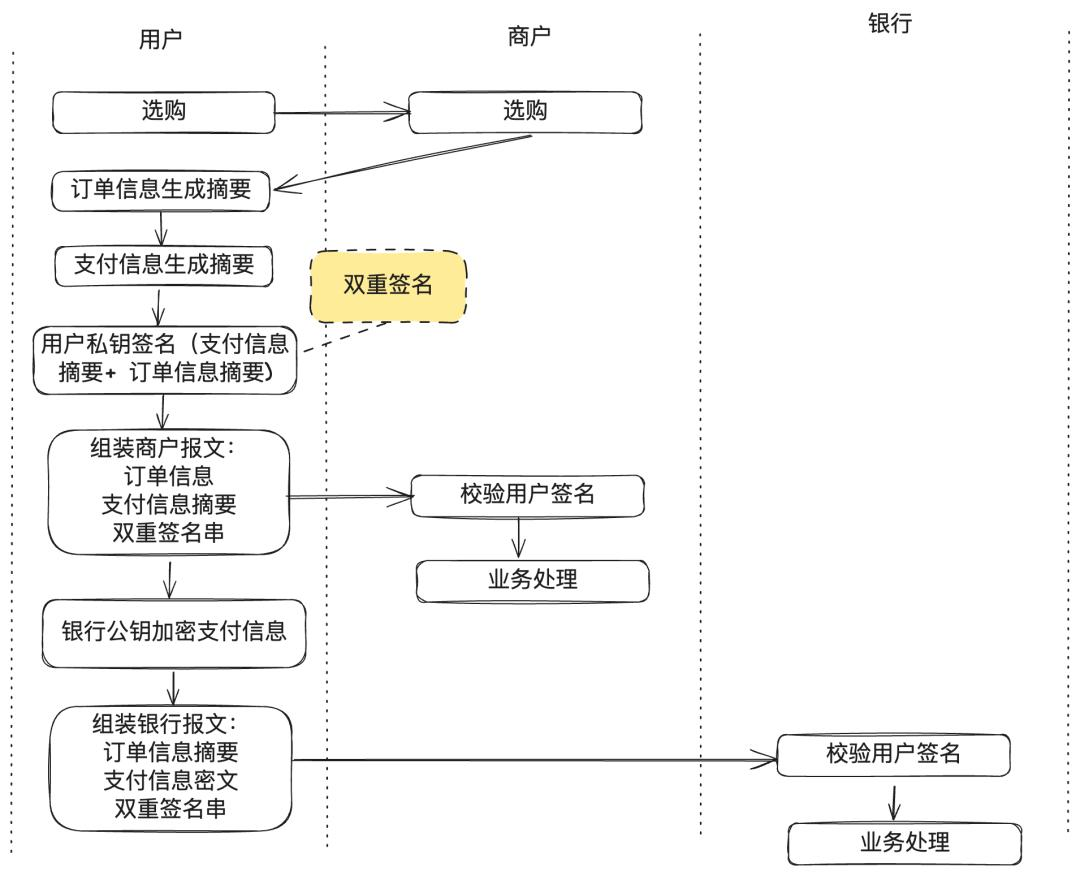 用户
商户
银行
选购
选购
订单信息生成摘要
支付信息生成摘要
双重签名
用户私钥签名（支付信息
摘要+ 订单信息摘要）
组装商户报文：
订单信息
支付信息摘要
双重签名串
校验用户签名
业务处理
银行公钥加密支付信息
组装银行报文：
订单信息摘要
支付信息密文
双重签名串
校验用户签名
业务处理